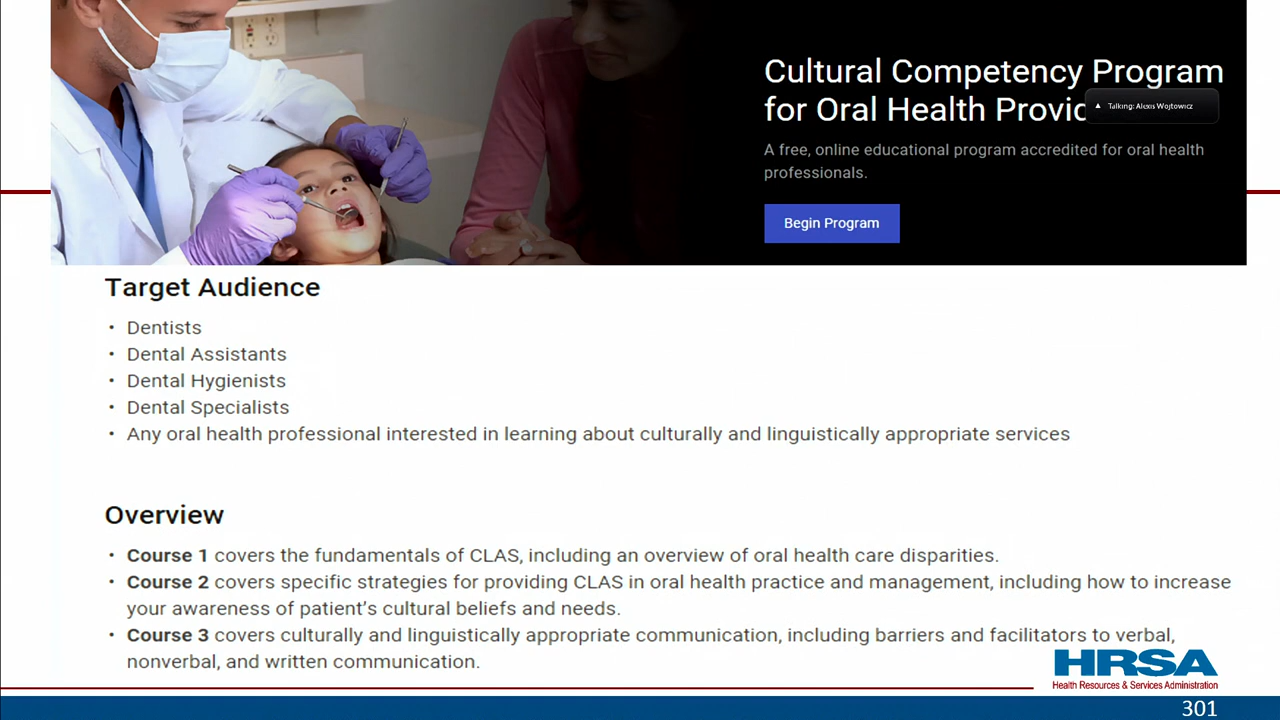 Cultural Competency Program
for Oral Health
Talking: Alexis Wojtowicz
A free, online educational program accredited for oral health
professionals.
Begin Program
Target Audience
• Dentists
• Dental Assistants
• Dental Hygienists
• Dental Specialists
• Any oral health professional interested in learning about culturally and linguistically appropriate services
Overview
• Course 1 covers the fundamentals of CLAS, including an overview of oral health care disparities.
• Course 2 covers specific strategies for providing CLAS in oral health practice and management, including how to increase
your awareness of patient's cultural beliefs and needs.
• Course 3 covers culturally and linguistically appropriate communication, including barriers and facilitators to verbal,
nonverbal, and written communication.
HRSA
Health Resources & Services Administration
301